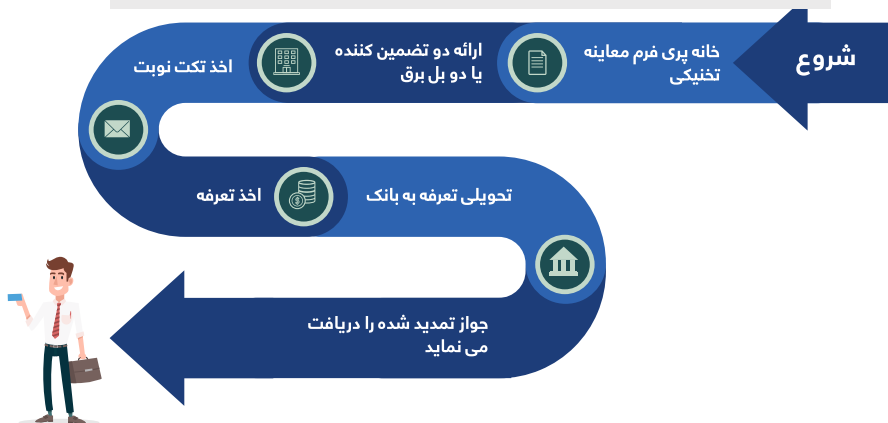 شروع
خانه پری فرم معاینه
تخنیکی
ارائه دو تضمین کننده
یا دو بل برق
اخذ تکت نوبت
اخذ تعرفه
تحویلی تعرفه به بانک
جواز تمدید شده را دریافت
می نماید